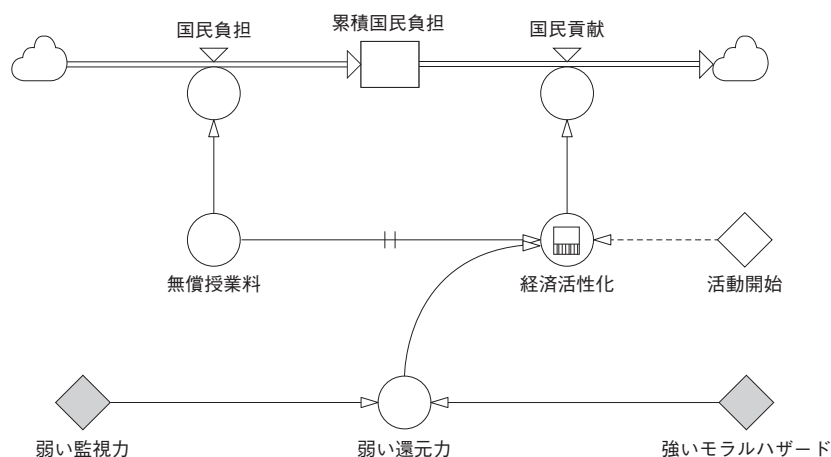 国民負担
累積国民負担
国民貢献
無償授業料
経済活性化
活動開始
弱い監視力
弱い還元力
強いモラルハザード